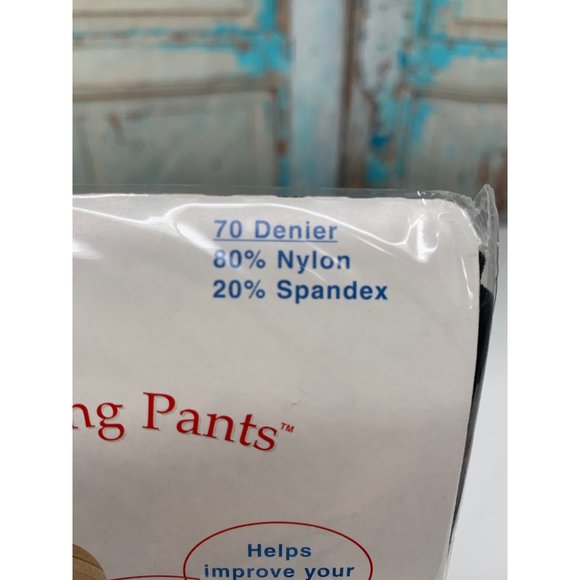 70 Denier
80% Nylon
20% Spandex
ng Pants™
Helps
improve your